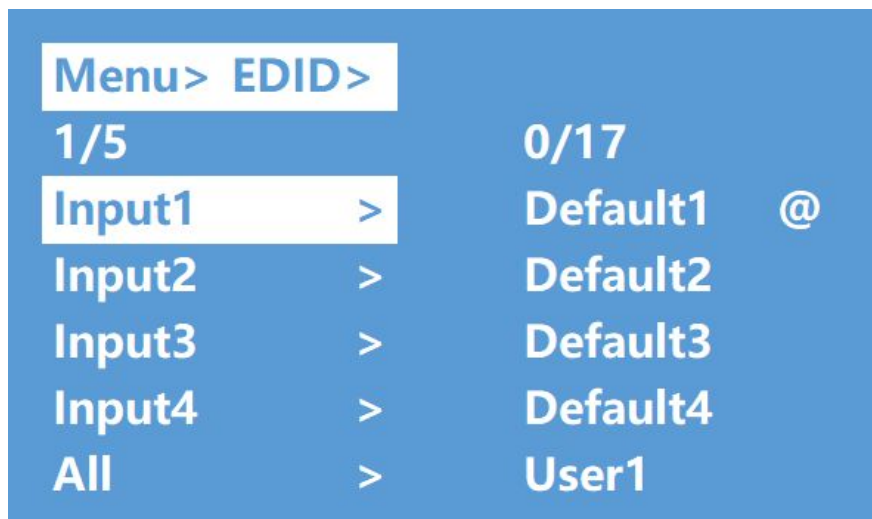 Menu> EDID>
1/5 0/17
Input1 > Default1 @
Input2 > Default2
Input3 > Default3
Input4 > Default4
All > User1